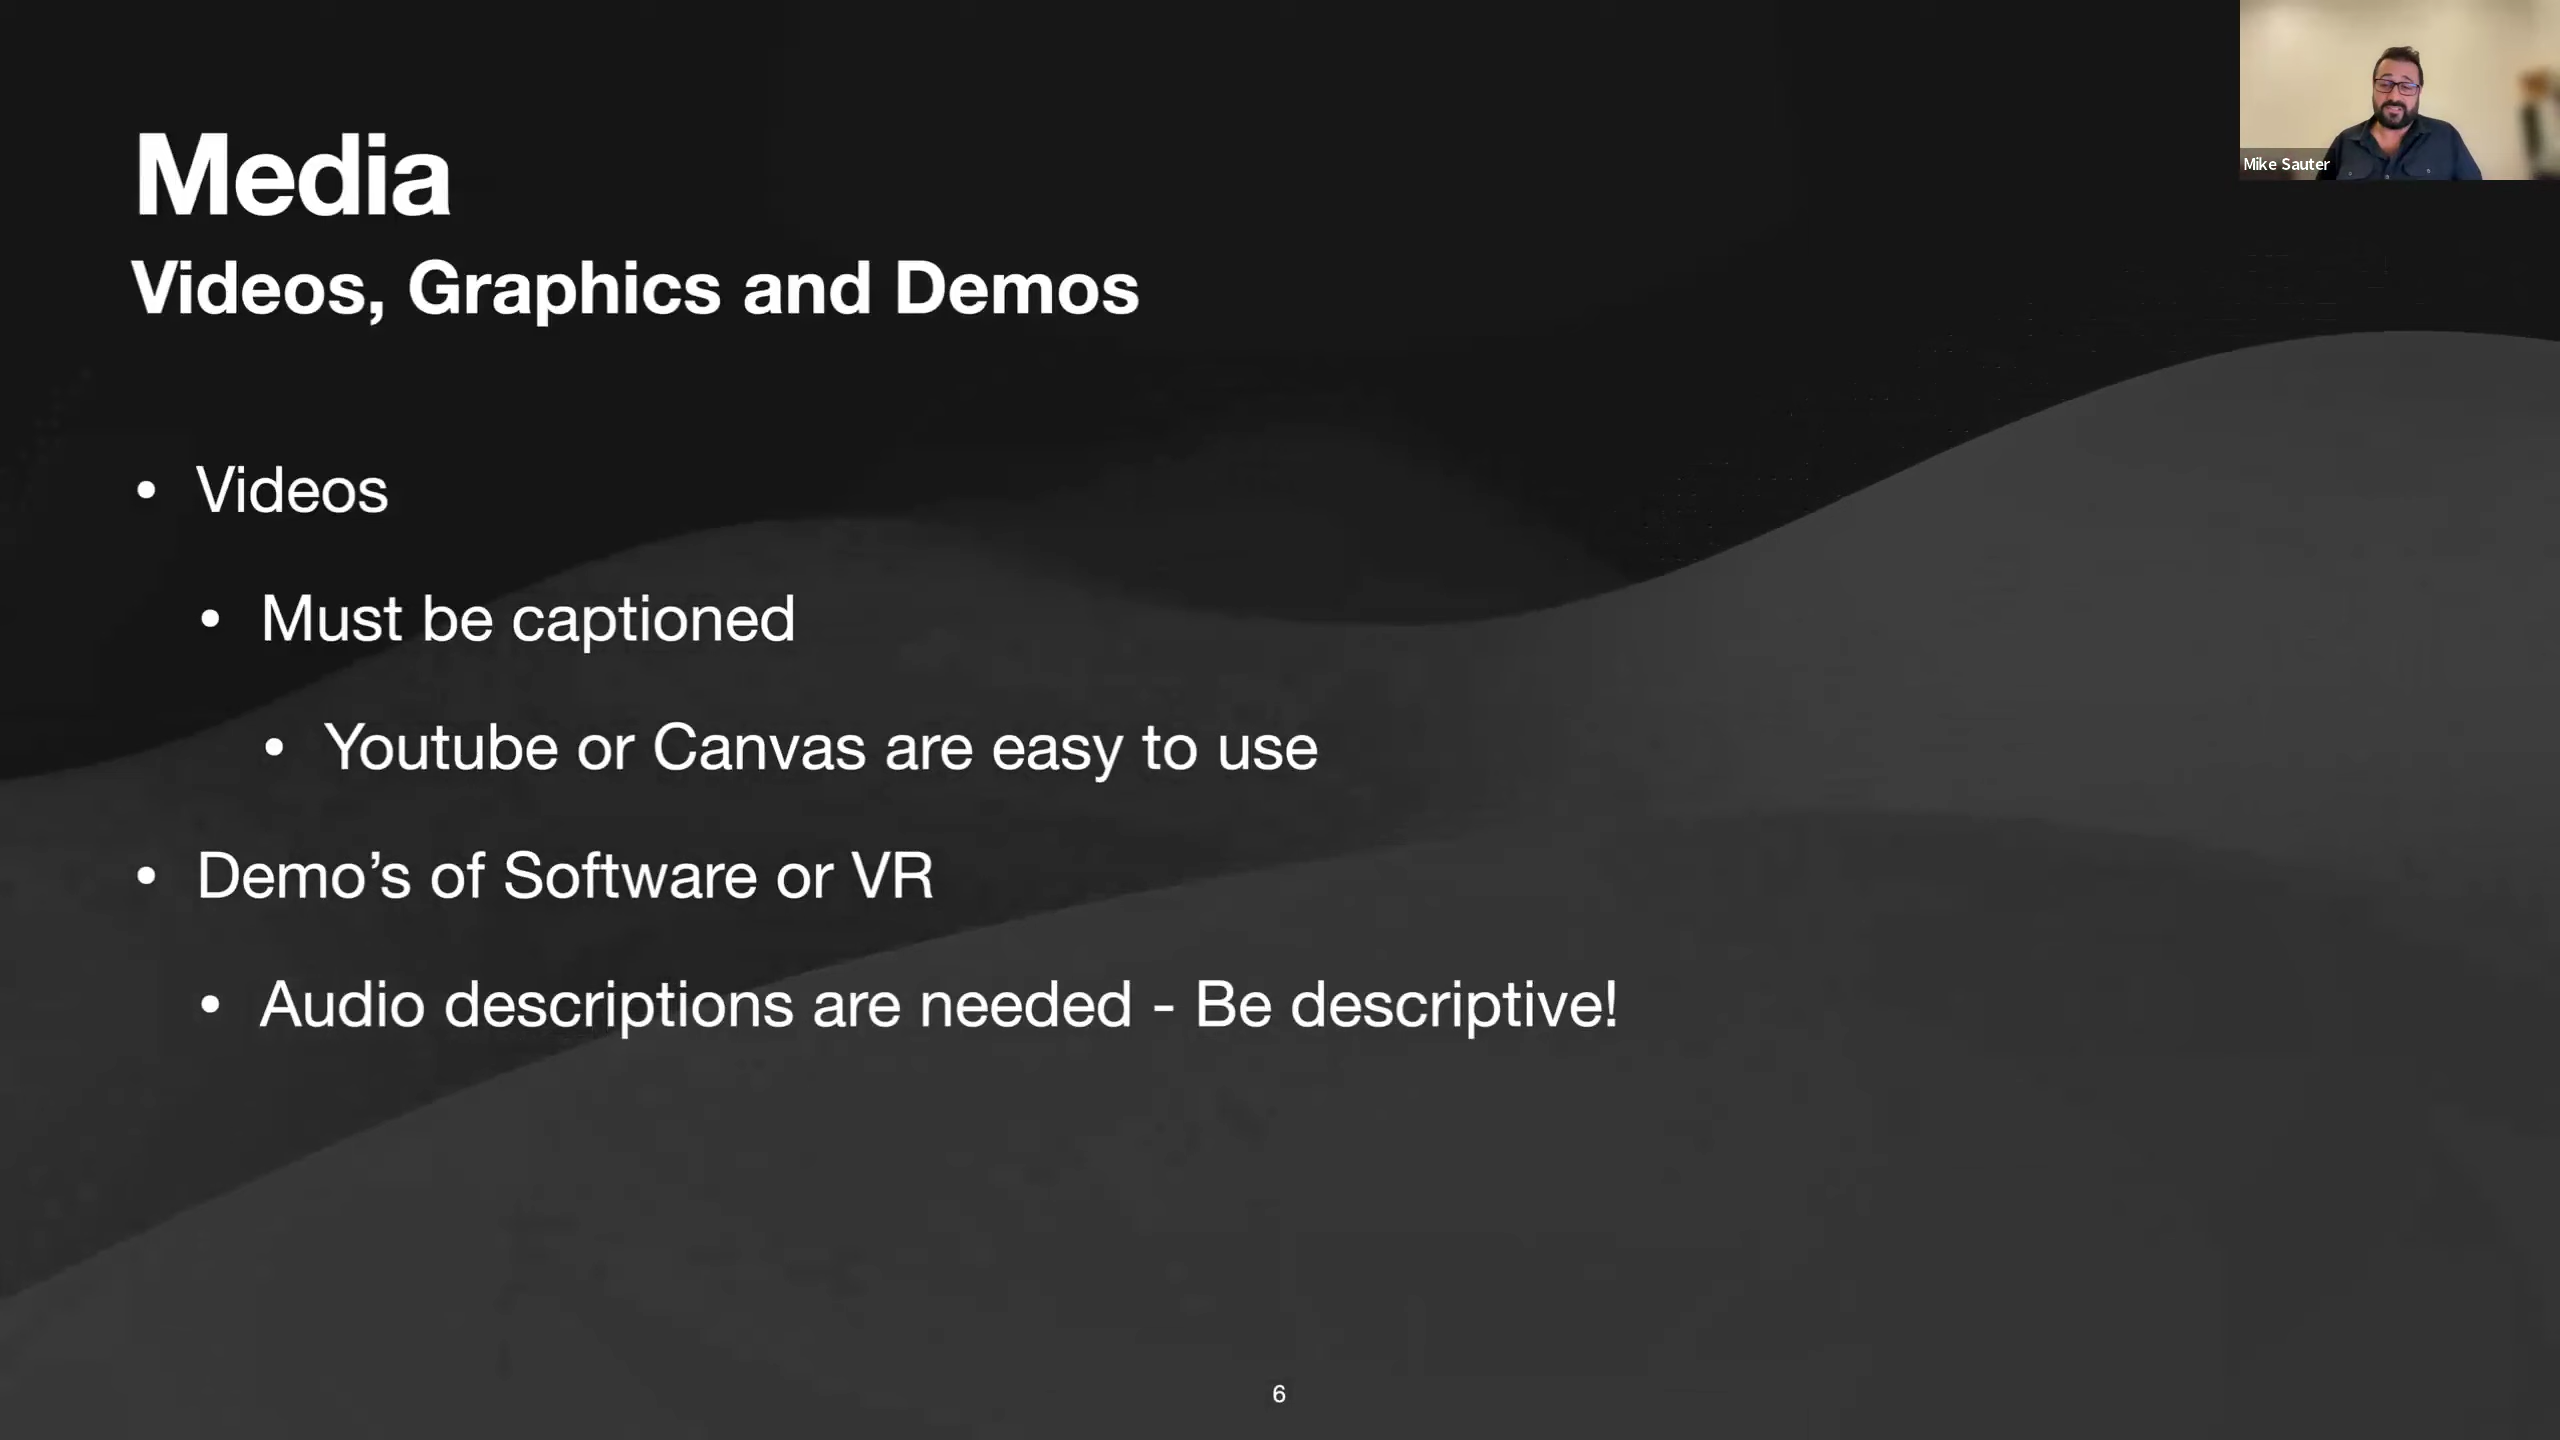 Media
Videos, Graphics and Demos
• Videos
• Must be captioned
• Youtube or Canvas are easy to use
• Demo’s of Software or VR
• Audio descriptions are needed - Be descriptive!
6
Mike Sauter